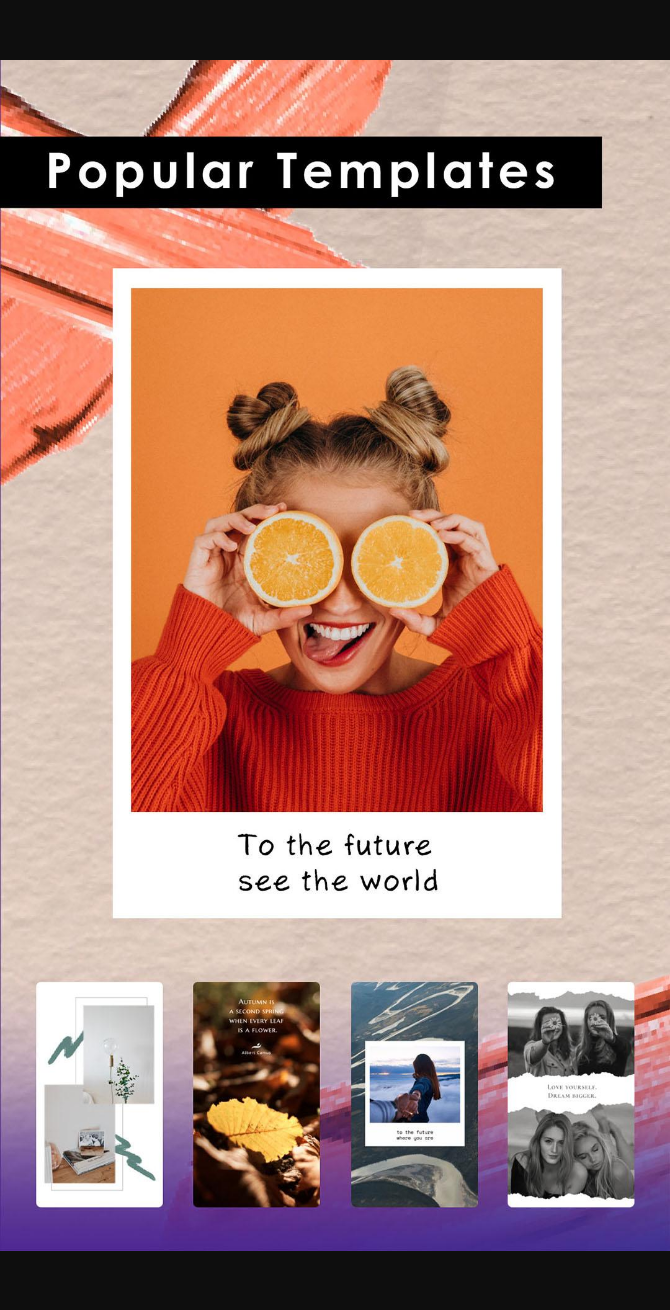 Popular Templates
To the future
see the world
Autumn is
a second spring
when every leaf
is a flower.
Albert Camus
to the future
where you are
Love yourself.
Dream bigger.